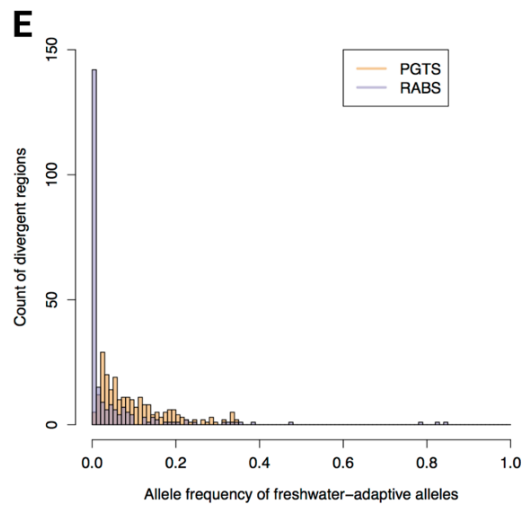 E
150
100
50
0
Count of divergent regions
PGTS
RABS
0.0 0.2 0.4 0.6 0.8 1.0
Allele frequency of freshwater−adaptive alleles